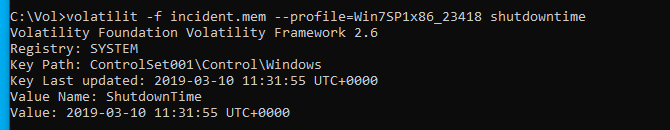 C:\Vol>volatilit -f incident.mem --profile=Win7SP1x86_23418 shutdowntime
Volatility Foundation Volatility Framework 2.6
Registry: SYSTEM
Key Path: ControlSet001\Control\Windows
Key Last updated: 2019-03-10 11:31:55 UTC+0000
Value Name: ShutdownTime
Value: 2019-03-10 11:31:55 UTC+0000